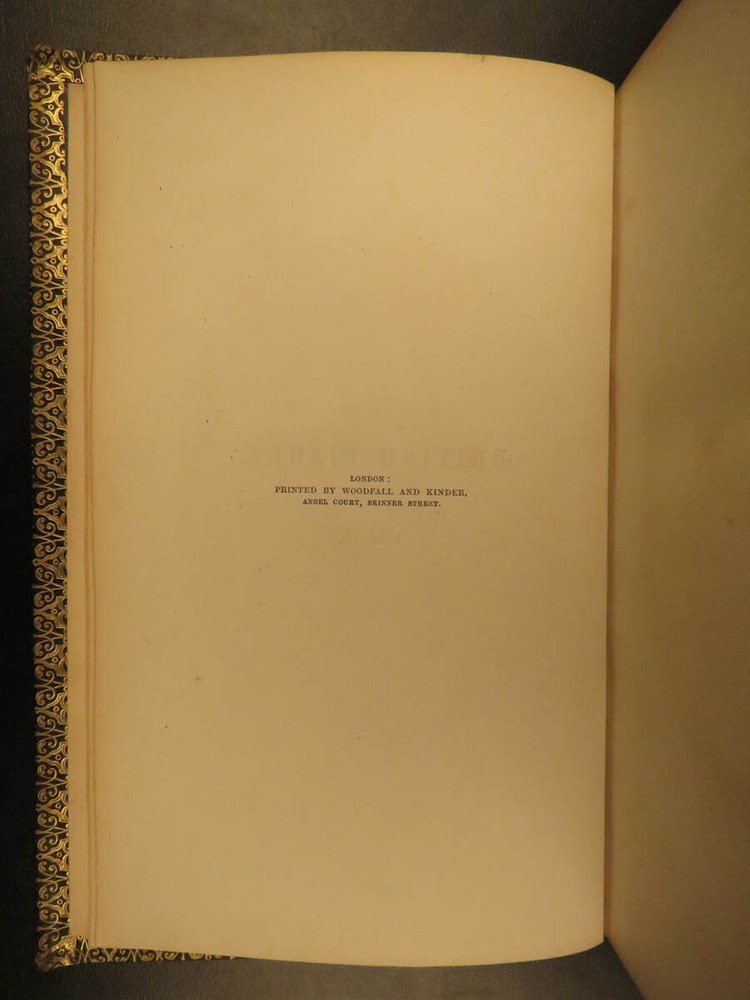 LONDON:
PRINTED BY WOODFALL AND KINDER,
ANGEL COURT, SKINNER STREET.